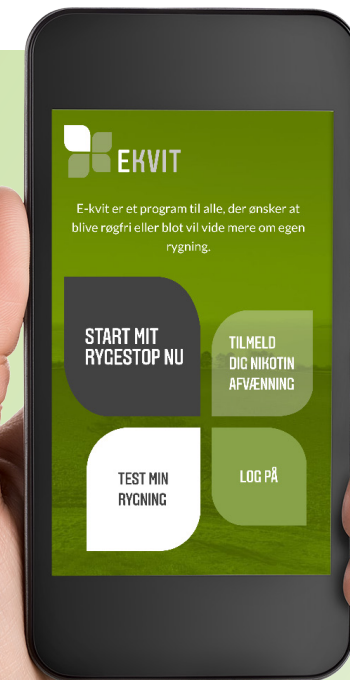 EKVIT
E-kvit er et program til alle, der ønsker at
blive røgfri eller blot vil vide mere om egen
rygning.
START MIT
RYGESTOP NU
TILMELD
DIG NIKOTIN
AFVÆNNING
TEST MIN
RYGNING
LOG PÅ